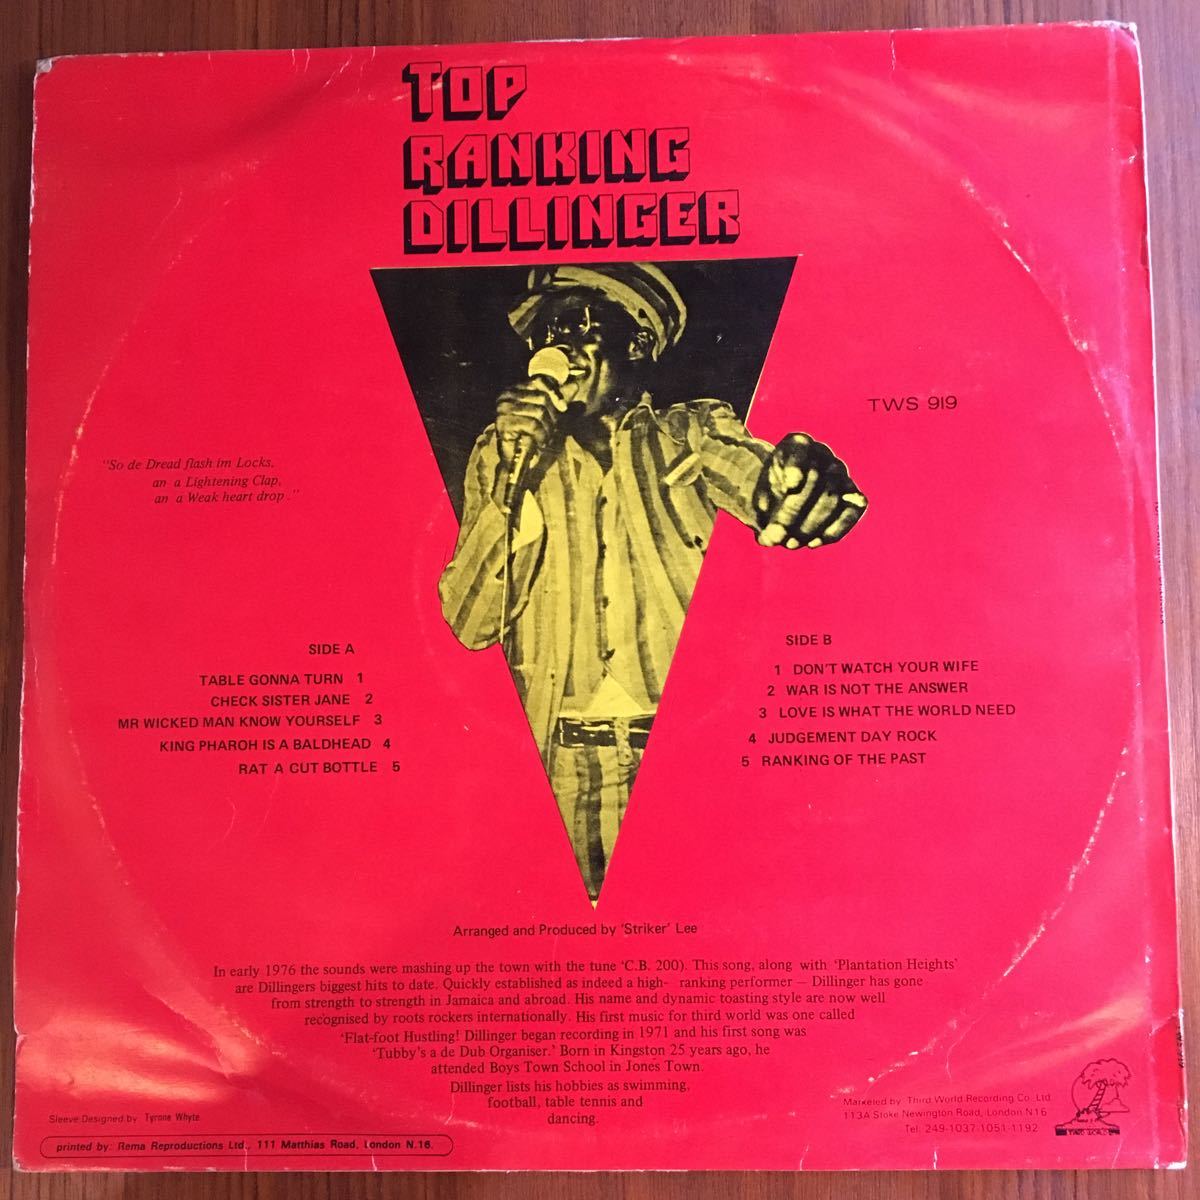 TOP
RANKING
DILLINGER
TWS 919
"So de Dread flash im Locks,
an a Lightening Clap,
an a Weak heart drop."
SIDE A
TABLE GONNA TURN 1
CHECK SISTER JANE 2
MR WICKED MAN KNOW YOURSELF 3
KING PHAROH IS A BALDHEAD 4
RAT A CUT BOTTLE 5
SIDE B
1 DON'T WATCH YOUR WIFE
2 WAR IS NOT THE ANSWER
3 LOVE IS WHAT THE WORLD NEED
4 JUDGEMENT DAY ROCK
5 RANKING OF THE PAST
Arranged and Produced by 'Striker' Lee
In early 1976 the sounds were mashing up the town with the tune 'C.B. 200). This song, along with 'Plantation Heights'
are Dillingers biggest hits to date. Quickly established as indeed a high- ranking performer – Dillinger has gone
from strength to strength in Jamaica and abroad. His name and dynamic toasting style are now well
recognised by roots rockers internationally. His first music for third world was one called
'Flat-foot Hustling! Dillinger began recording in 1971 and his first song was
'Tubby's a de Dub Organiser.' Born in Kingston 25 years ago, he
attended Boys Town School in Jones Town.
Dillinger lists his hobbies as swimming,
football, table tennis and
dancing.
Sleeve Designed by Tyrone Whyte
printed by: Rema Reproductions Ltd., 111 Matthias Road, London N.16.
Marketed by Third World Recording Co. Ltd.
113A Stoke Newington Road, London N16
Tel: 249-1037-1051-1192
THIRD WORLD